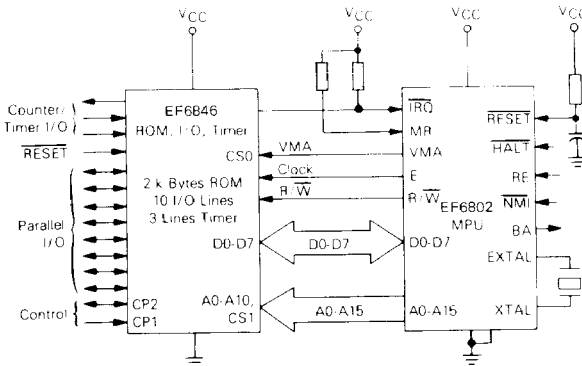 VCC
VCC
VCC
VCC
Counter/
Timer I/O
RESET
Parallel
I/O
Control
EF6846
ROM, I/O, Timer
CS0
2 k Bytes ROM
10 I/O Lines
3 Lines Timer
D0-D7
CP2
CP1
A0-A10,
CS1
VMA
Clock
R/W
D0-D7
A0-A15
IRQ
MR
VMA
E
R/W
EF6802
MPU
D0-D7
A0-A15
RESET
HALT
RE
NMI
BA
EXTAL
XTAL